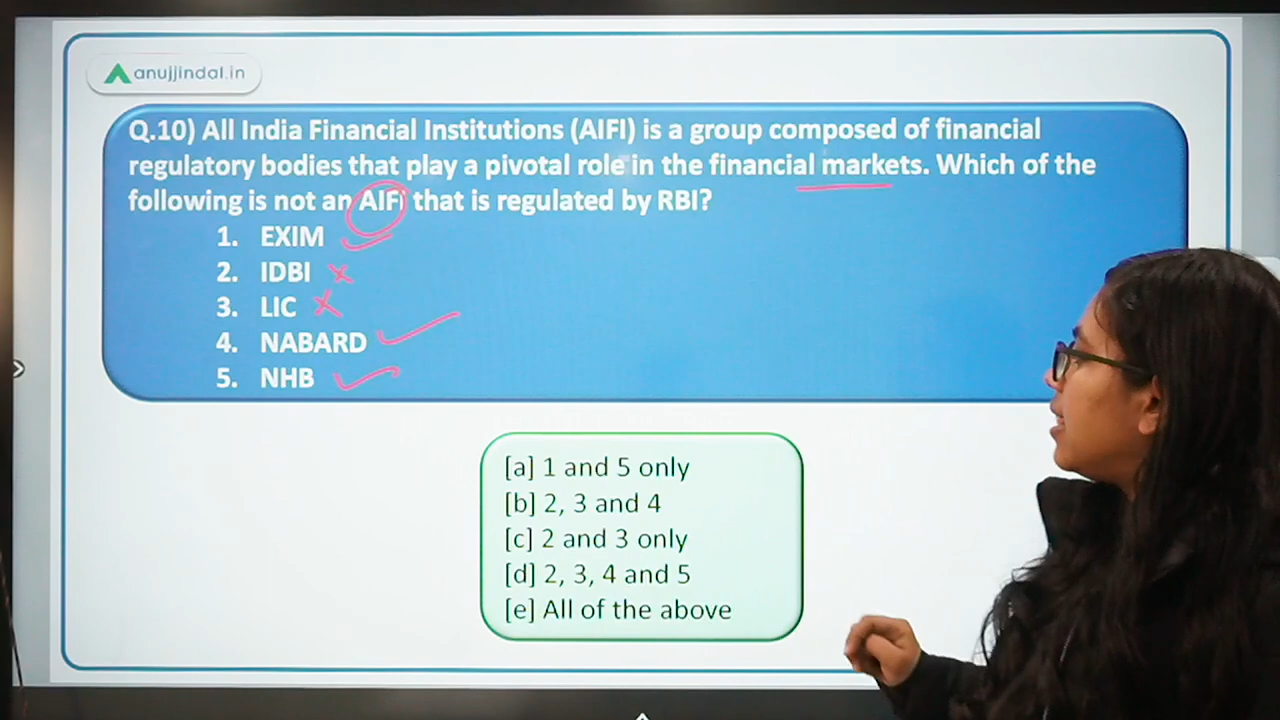 anujjindal.in
Q.10) All India Financial Institutions (AIFI) is a group composed of financial
regulatory bodies that play a pivotal role in the financial markets. Which of the
following is not an AIFI that is regulated by RBI?
1. EXIM
2. IDBI
3. LIC
4. NABARD
5. NHB
[a] 1 and 5 only
[b] 2, 3 and 4
[c] 2 and 3 only
[d] 2, 3, 4 and 5
[e] All of the above